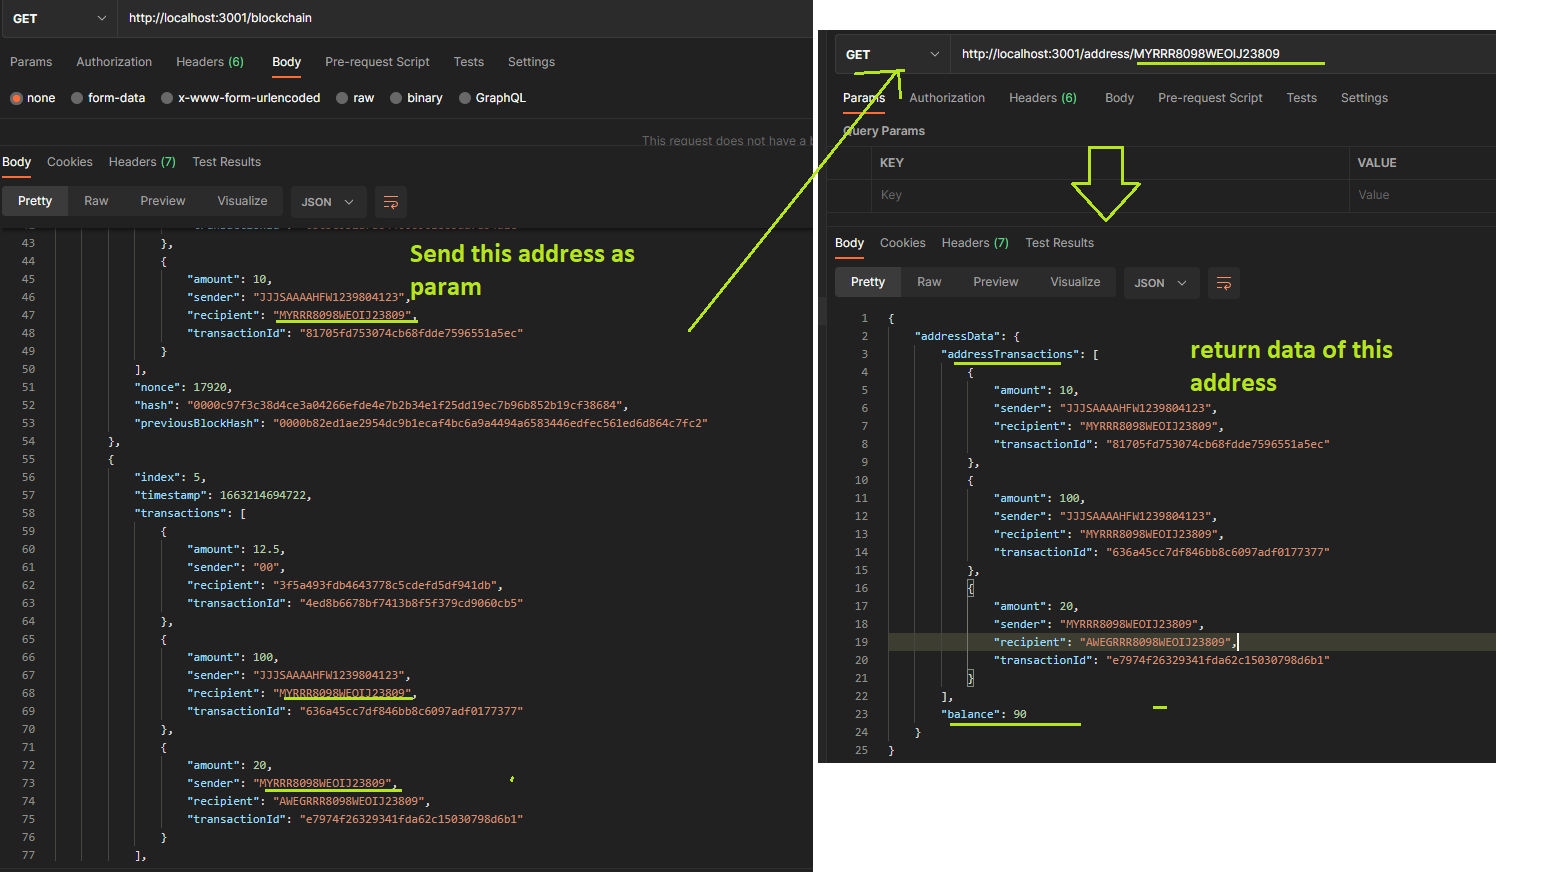 GET
http://localhost:3001/blockchain
Params Authorization Headers (6) Body Pre-request Script Tests Settings
none form-data x-www-form-urlencoded raw binary GraphQL
This request does not have a b
Body Cookies Headers (7) Test Results
Pretty Raw Preview Visualize JSON
43 },
44 {
45 "amount": 10,
46 "sender": "JJJSAAAAHFW1239804123",
47 "recipient": "MYRRR8098WEOIJ23809",
48 "transactionId": "81705fd753074cb68fdde7596551a5ec"
49 }
50 ],
51 "nonce": 17920,
52 "hash": "0000c97f3c38d4ce3a04266efde4e7b2b34e1f25dd19ec7b96b852b19cf38684",
53 "previousBlockHash": "0000b82ed1ae2954dc9b1ecaf4bc6a9a4494a6583446edfec561ed6d864c7fc2"
54 },
55 {
56 "index": 5,
57 "timestamp": 1663214694722,
58 "transactions": [
59 {
60 "amount": 12.5,
61 "sender": "00",
62 "recipient": "3f5a493fdb4643778c5cdefd5df941db",
63 "transactionId": "4ed8b6678bf7413b8f5f379cd9060cb5"
64 },
65 {
66 "amount": 100,
67 "sender": "JJJSAAAAHFW1239804123",
68 "recipient": "MYRRR8098WEOIJ23809",
69 "transactionId": "636a45cc7df846bb8c6097adf0177377"
70 },
71 {
72 "amount": 20,
73 "sender": "MYRRR8098WEOIJ23809",
74 "recipient": "AWEGRRR8098WEOIJ23809",
75 "transactionId": "e7974f26329341fda62c15030798d6b1"
76 }
77 ],
Send this address as
param
GET
http://localhost:3001/address/MYRRR8098WEOIJ23809
Params Authorization Headers (6) Body Pre-request Script Tests Settings
Query Params
KEY VALUE
Key Value
Body Cookies Headers (7) Test Results
Pretty Raw Preview Visualize JSON
1 {
2 "addressData": {
3 "addressTransactions": [
4 {
5 "amount": 10,
6 "sender": "JJJSAAAAHFW1239804123",
7 "recipient": "MYRRR8098WEOIJ23809",
8 "transactionId": "81705fd753074cb68fdde7596551a5ec"
9 },
10 {
11 "amount": 100,
12 "sender": "JJJSAAAAHFW1239804123",
13 "recipient": "MYRRR8098WEOIJ23809",
14 "transactionId": "636a45cc7df846bb8c6097adf0177377"
15 },
16 {
17 "amount": 20,
18 "sender": "MYRRR8098WEOIJ23809",
19 "recipient": "AWEGRRR8098WEOIJ23809",
20 "transactionId": "e7974f26329341fda62c15030798d6b1"
21 }
22 ],
23 "balance": 90
24 }
25 }
return data of this
address